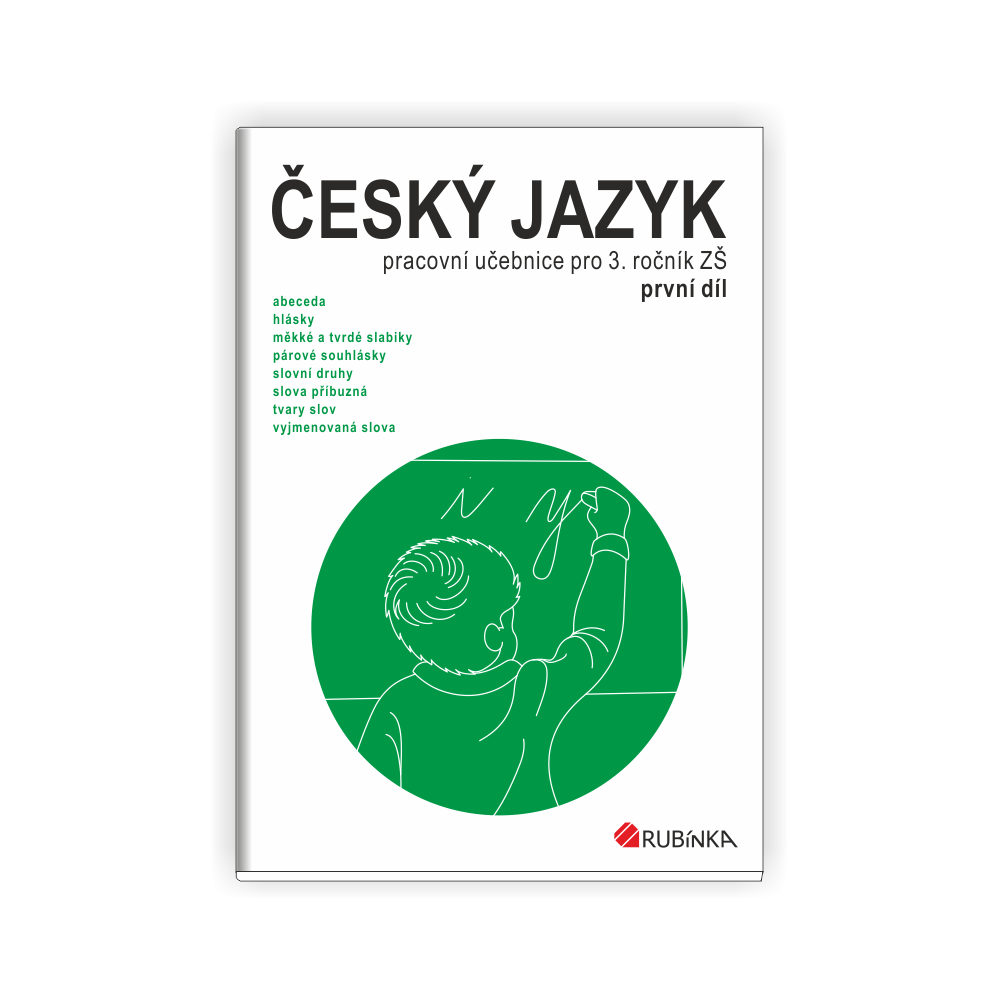 ČESKÝ JAZYK
pracovní učebnice pro 3. ročník ZŠ
první díl
abeceda
hlásky
měkké a tvrdé slabiky
párové souhlásky
slovní druhy
slova příbuzná
tvary slov
vyjmenovaná slova
i y
RUBíNKA